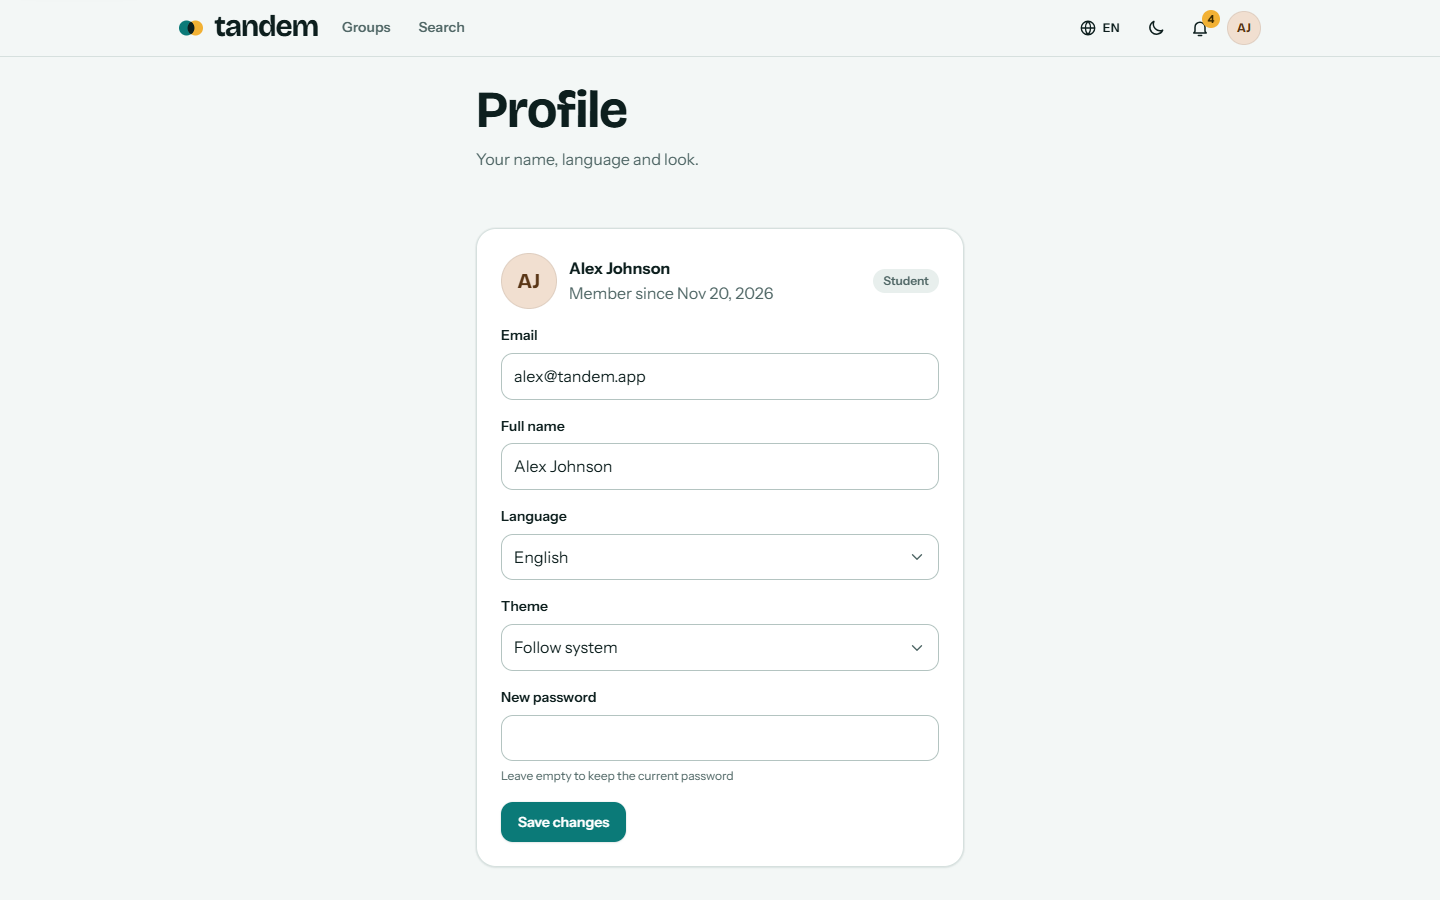 tandem
Groups
Search
EN
4
AJ
Profile
Your name, language and look.
AJ
Alex Johnson
Member since Nov 20, 2026
Student
Email
alex@tandem.app
Full name
Alex Johnson
Language
English
Theme
Follow system
New password
Leave empty to keep the current password
Save changes